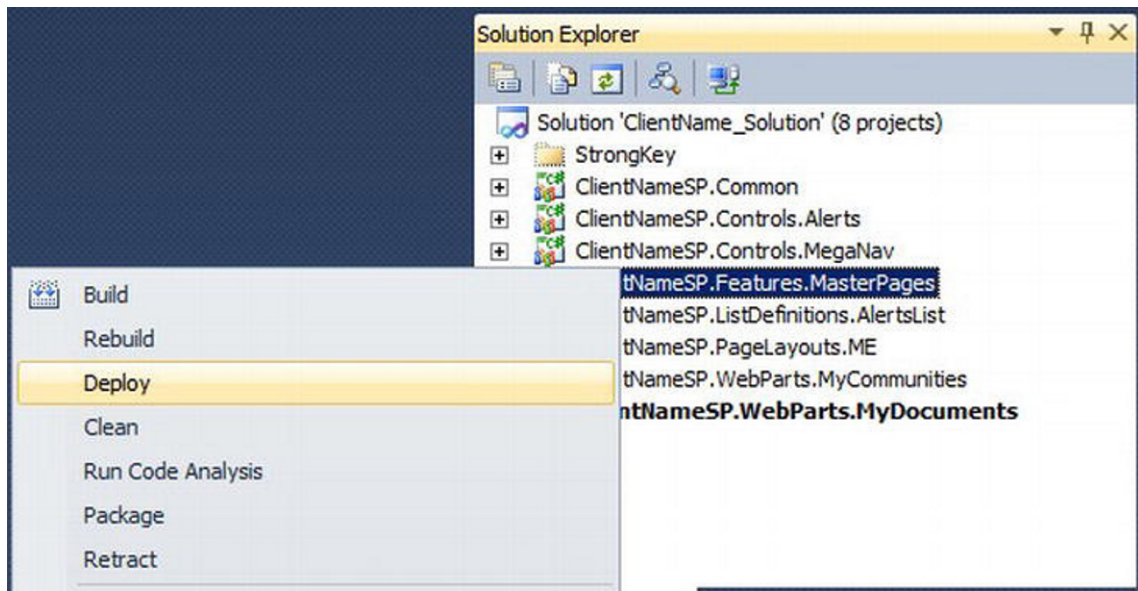 Solution Explorer
Solution 'ClientName_Solution' (8 projects)
StrongKey
ClientNameSP.Common
ClientNameSP.Controls.Alerts
ClientNameSP.Controls.MegaNav
tNameSP.Features.MasterPages
tNameSP.ListDefinitions.AlertsList
tNameSP.PageLayouts.ME
tNameSP.WebParts.MyCommunities
ntNameSP.WebParts.MyDocuments
Build
Rebuild
Deploy
Clean
Run Code Analysis
Package
Retract